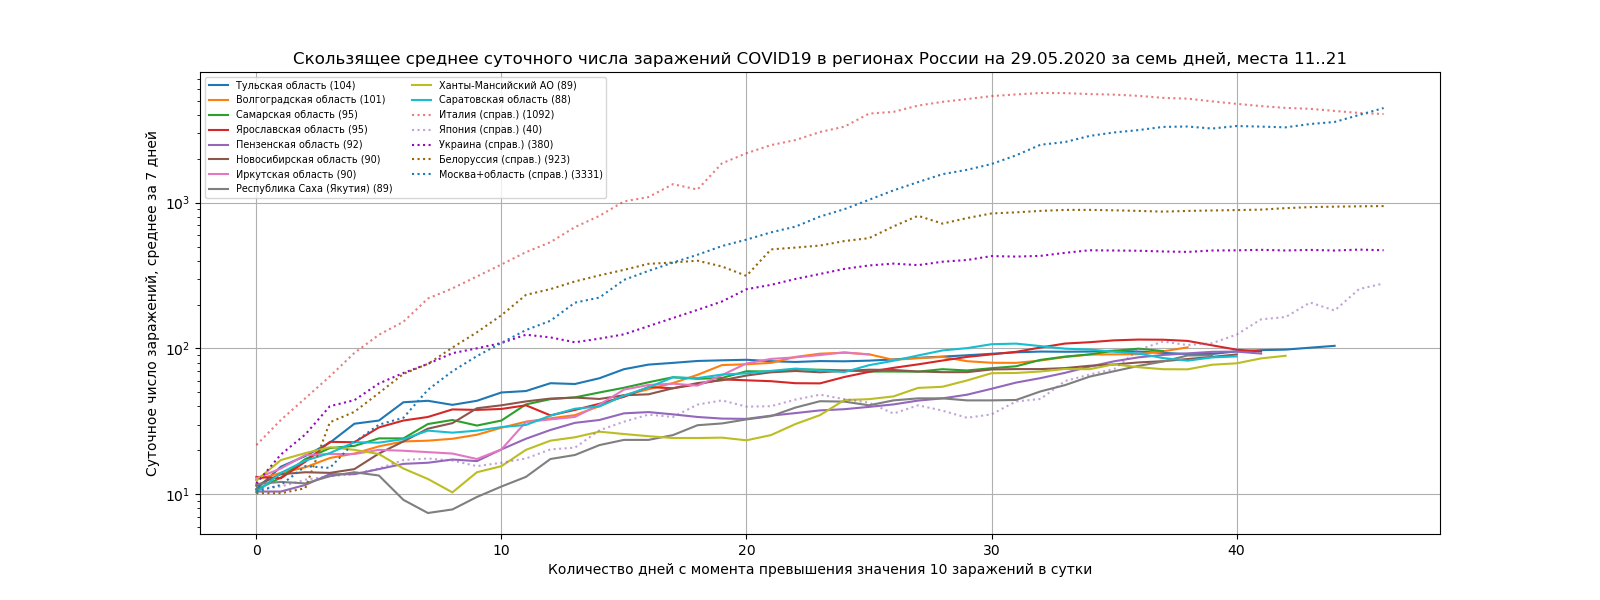 Скользящее среднее суточного числа заражений COVID19 в регионах России на 29.05.2020 за семь дней, места 11..21
Суточное число заражений, среднее за 7 дней
10³
10²
10¹
Тульская область (104)
Волгоградская область (101)
Самарская область (95)
Ярославская область (95)
Пензенская область (92)
Новосибирская область (90)
Иркутская область (90)
Республика Саха (Якутия) (89)
Ханты-Мансийский АО (89)
Саратовская область (88)
Италия (справ.) (1092)
Япония (справ.) (40)
Украина (справ.) (380)
Белоруссия (справ.) (923)
Москва+область (справ.) (3331)
0 10 20 30 40
Количество дней с момента превышения значения 10 заражений в сутки